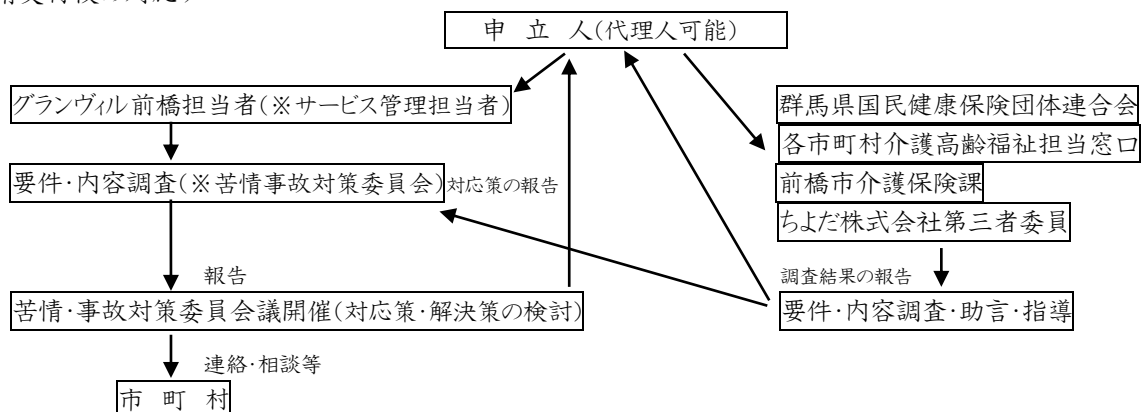 申 立 人(代理人可能)
グランヴィル前橋担当者(※サービス管理担当者)
要件・内容調査(※苦情事故対策委員会)対応策の報告
報告
苦情・事故対策委員会議開催(対応策・解決策の検討)
連絡・相談等
市 町 村
群馬県国民健康保険団体連合会
各市町村介護高齢福祉担当窓口
前橋市介護保険課
ちよだ株式会社第三者委員
調査結果の報告
要件・内容調査・助言・指導